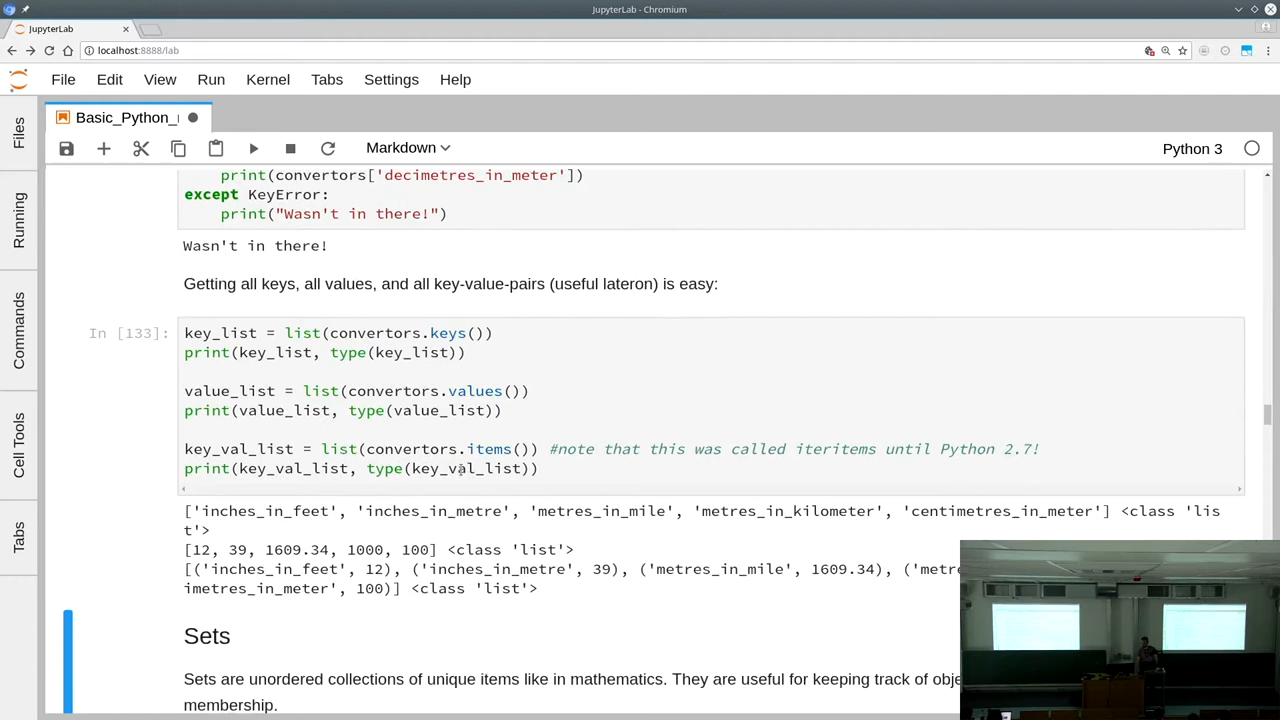 JupyterLab - Chromium
JupyterLab
localhost:8888/lab
File Edit View Run Kernel Tabs Settings Help
Basic_Python_
Markdown
Python 3
Files
Running
Commands
Cell Tools
Tabs
print(convertors['decimetres_in_meter'])
except KeyError:
print("Wasn't in there!")
Wasn't in there!
Getting all keys, all values, and all key-value-pairs (useful lateron) is easy:
In [133]:
key_list = list(convertors.keys())
print(key_list, type(key_list))
value_list = list(convertors.values())
print(value_list, type(value_list))
key_val_list = list(convertors.items()) #note that this was called iteritems until Python 2.7!
print(key_val_list, type(key_val_list))
['inches_in_feet', 'inches_in_metre', 'metres_in_mile', 'metres_in_kilometer', 'centimetres_in_meter'] <class 'lis
t'>
[12, 39, 1609.34, 1000, 100] <class 'list'>
[('inches_in_feet', 12), ('inches_in_metre', 39), ('metres_in_mile', 1609.34), ('metr
imetres_in_meter', 100)] <class 'list'>
Sets
Sets are unordered collections of unique items like in mathematics. They are useful for keeping track of obje
membership.